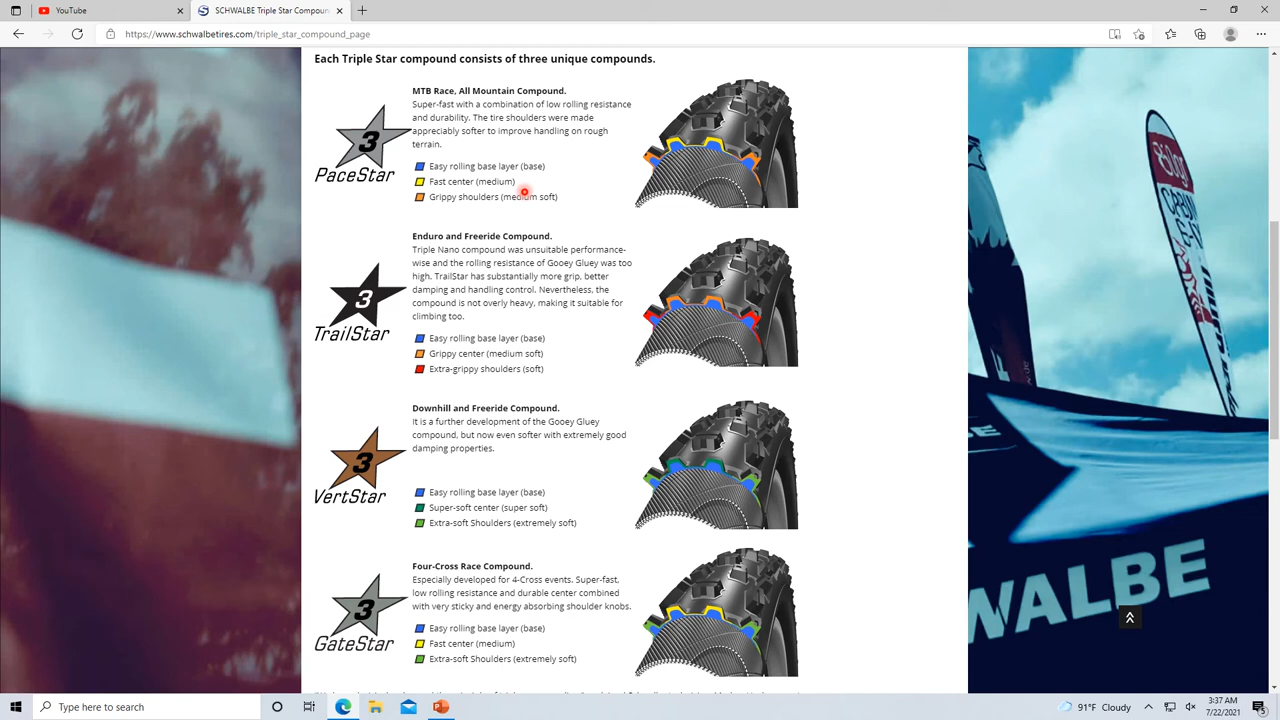 YouTube
SCHWALBE Triple Star Compound
https://www.schwalbetires.com/triple_star_compound_page
Each Triple Star compound consists of three unique compounds.
MTB Race, All Mountain Compound.
Super-fast with a combination of low rolling resistance
and durability. The tire shoulders were made
appreciably softer to improve handling on rough
terrain.
3
PaceStar
Easy rolling base layer (base)
Fast center (medium)
Grippy shoulders (medium soft)
Enduro and Freeride Compound.
Triple Nano compound was unsuitable performance-
wise and the rolling resistance of Gooey Gluey was too
high. TrailStar has substantially more grip, better
damping and handling control. Nevertheless, the
compound is not overly heavy, making it suitable for
climbing too.
3
TrailStar
Easy rolling base layer (base)
Grippy center (medium soft)
Extra-grippy shoulders (soft)
Downhill and Freeride Compound.
It is a further development of the Gooey Gluey
compound, but now even softer with extremely good
damping properties.
3
VertStar
Easy rolling base layer (base)
Super-soft center (super soft)
Extra-soft Shoulders (extremely soft)
Four-Cross Race Compound.
Especially developed for 4-Cross events. Super-fast,
low rolling resistance and durable center combined
with very sticky and energy absorbing shoulder knobs.
3
GateStar
Easy rolling base layer (base)
Fast center (medium)
Extra-soft Shoulders (extremely soft)
WALBE
Type here to search
91°F Cloudy
3:37 AM
7/22/2021
5